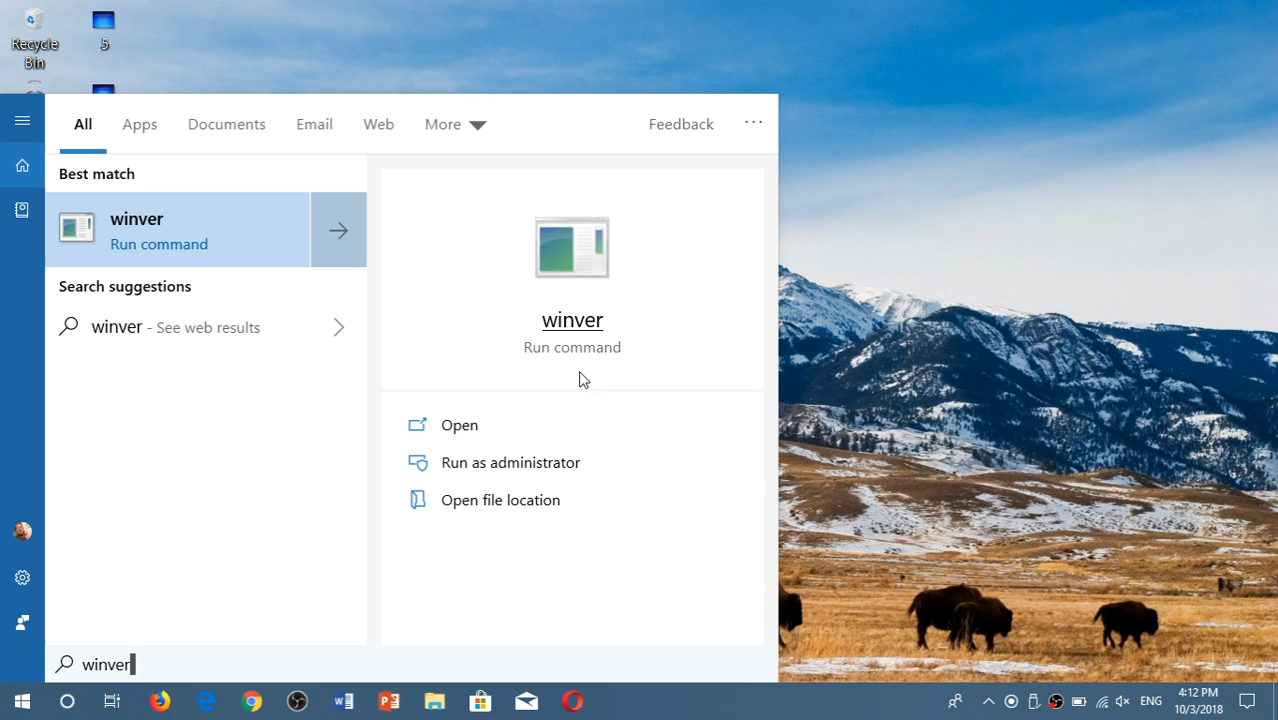 Recycle
Bin
5
All
Apps
Documents
Email
Web
More
Feedback
...
Best match
winver
Run command
Search suggestions
winver - See web results
winver
Run command
Open
Run as administrator
Open file location
winver
ENG
4:12 PM
10/3/2018